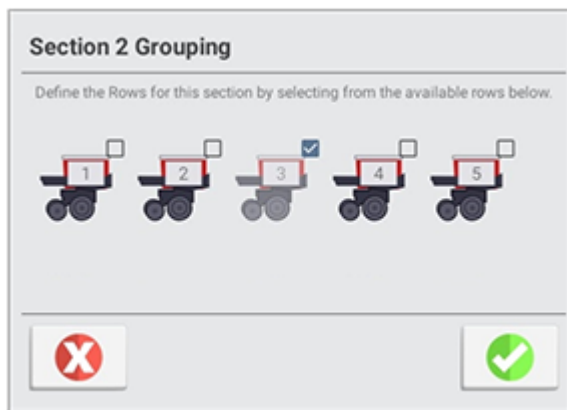 Section 2 Grouping
Define the Rows for this section by selecting from the available rows below.
1 2 3 4 5